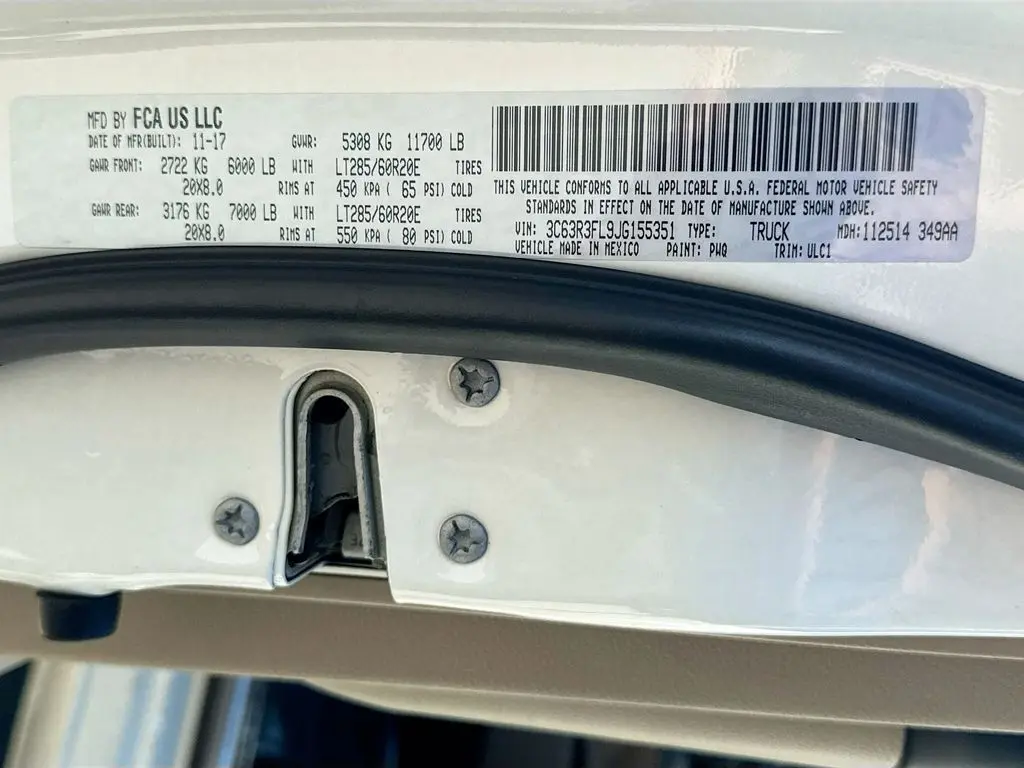 MFD BY FCA US LLC
DATE OF MFR(BUILT): 11-17 GVWR: 5308 KG 11700 LB
GAWR FRONT: 2722 KG 6000 LB WITH LT285/60R20E TIRES
20X8.0 RIMS AT 450 KPA ( 65 PSI) COLD
GAWR REAR: 3176 KG 7000 LB WITH LT285/60R20E TIRES
20X8.0 RIMS AT 550 KPA ( 80 PSI) COLD
THIS VEHICLE CONFORMS TO ALL APPLICABLE U.S.A. FEDERAL MOTOR VEHICLE SAFETY
STANDARDS IN EFFECT ON THE DATE OF MANUFACTURE SHOWN ABOVE.
VIN: 3C63R3FL9JG155351 TYPE: TRUCK MDH:112514 349AA
VEHICLE MADE IN MEXICO PAINT: PWQ TRIM: ULC1